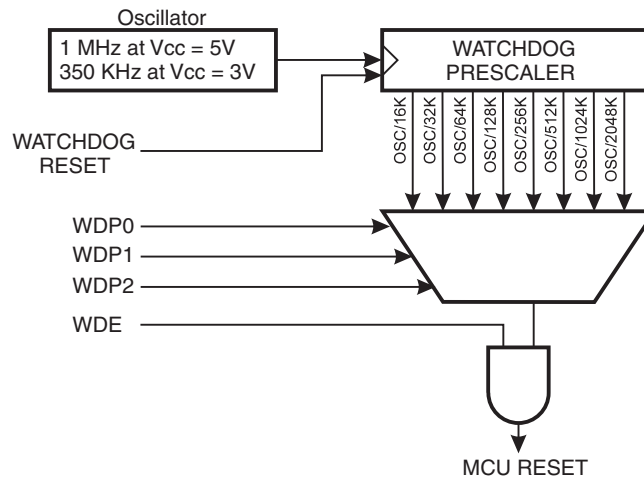 Oscillator
1 MHz at Vcc = 5V
350 KHz at Vcc = 3V
WATCHDOG
PRESCALER
OSC/16K
OSC/32K
OSC/64K
OSC/128K
OSC/256K
OSC/512K
OSC/1024K
OSC/2048K
WATCHDOG
RESET
WDP0
WDP1
WDP2
WDE
MCU RESET